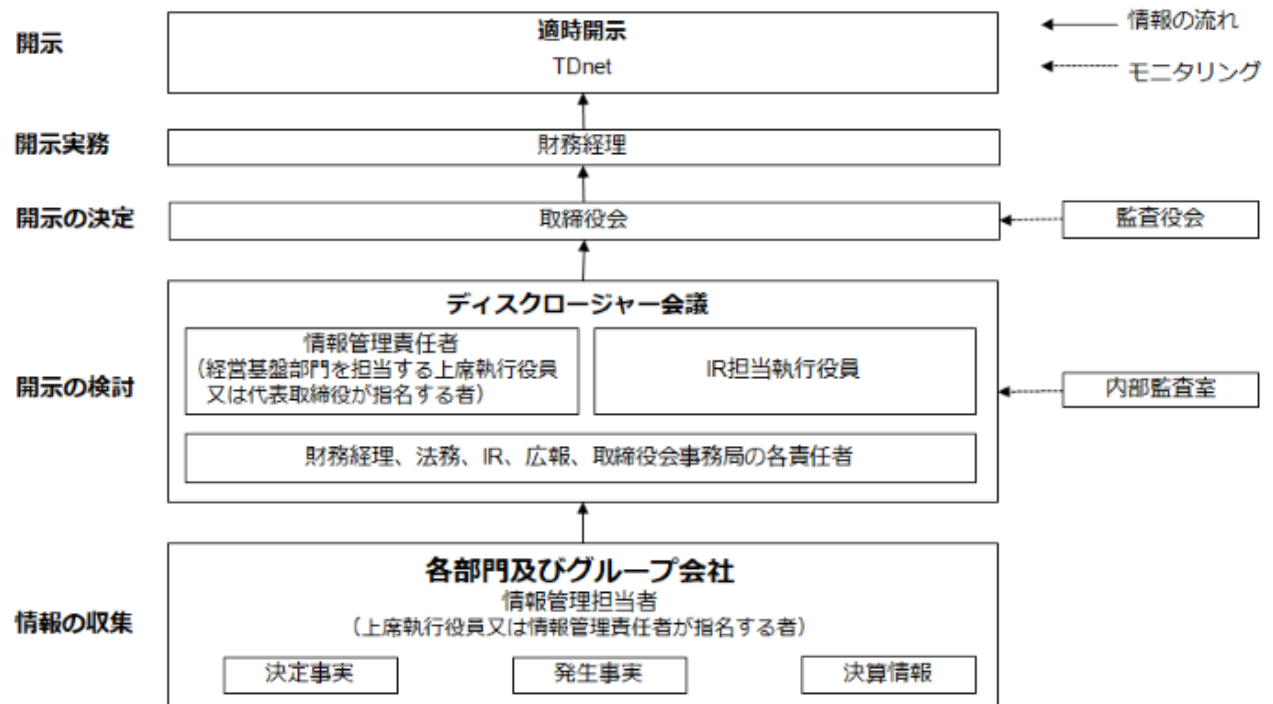 開示
適時開示
TDnet
情報の流れ
モニタリング
開示実務
財務経理
開示の決定
取締役会
監査役会
開示の検討
ディスクロージャー会議
情報管理責任者
（経営基盤部門を担当する上席執行役員
又は代表取締役が指名する者）
IR担当執行役員
財務経理、法務、IR、広報、取締役会事務局の各責任者
内部監査室
情報の収集
各部門及びグループ会社
情報管理担当者
（上席執行役員又は情報管理責任者が指名する者）
決定事実
発生事実
決算情報